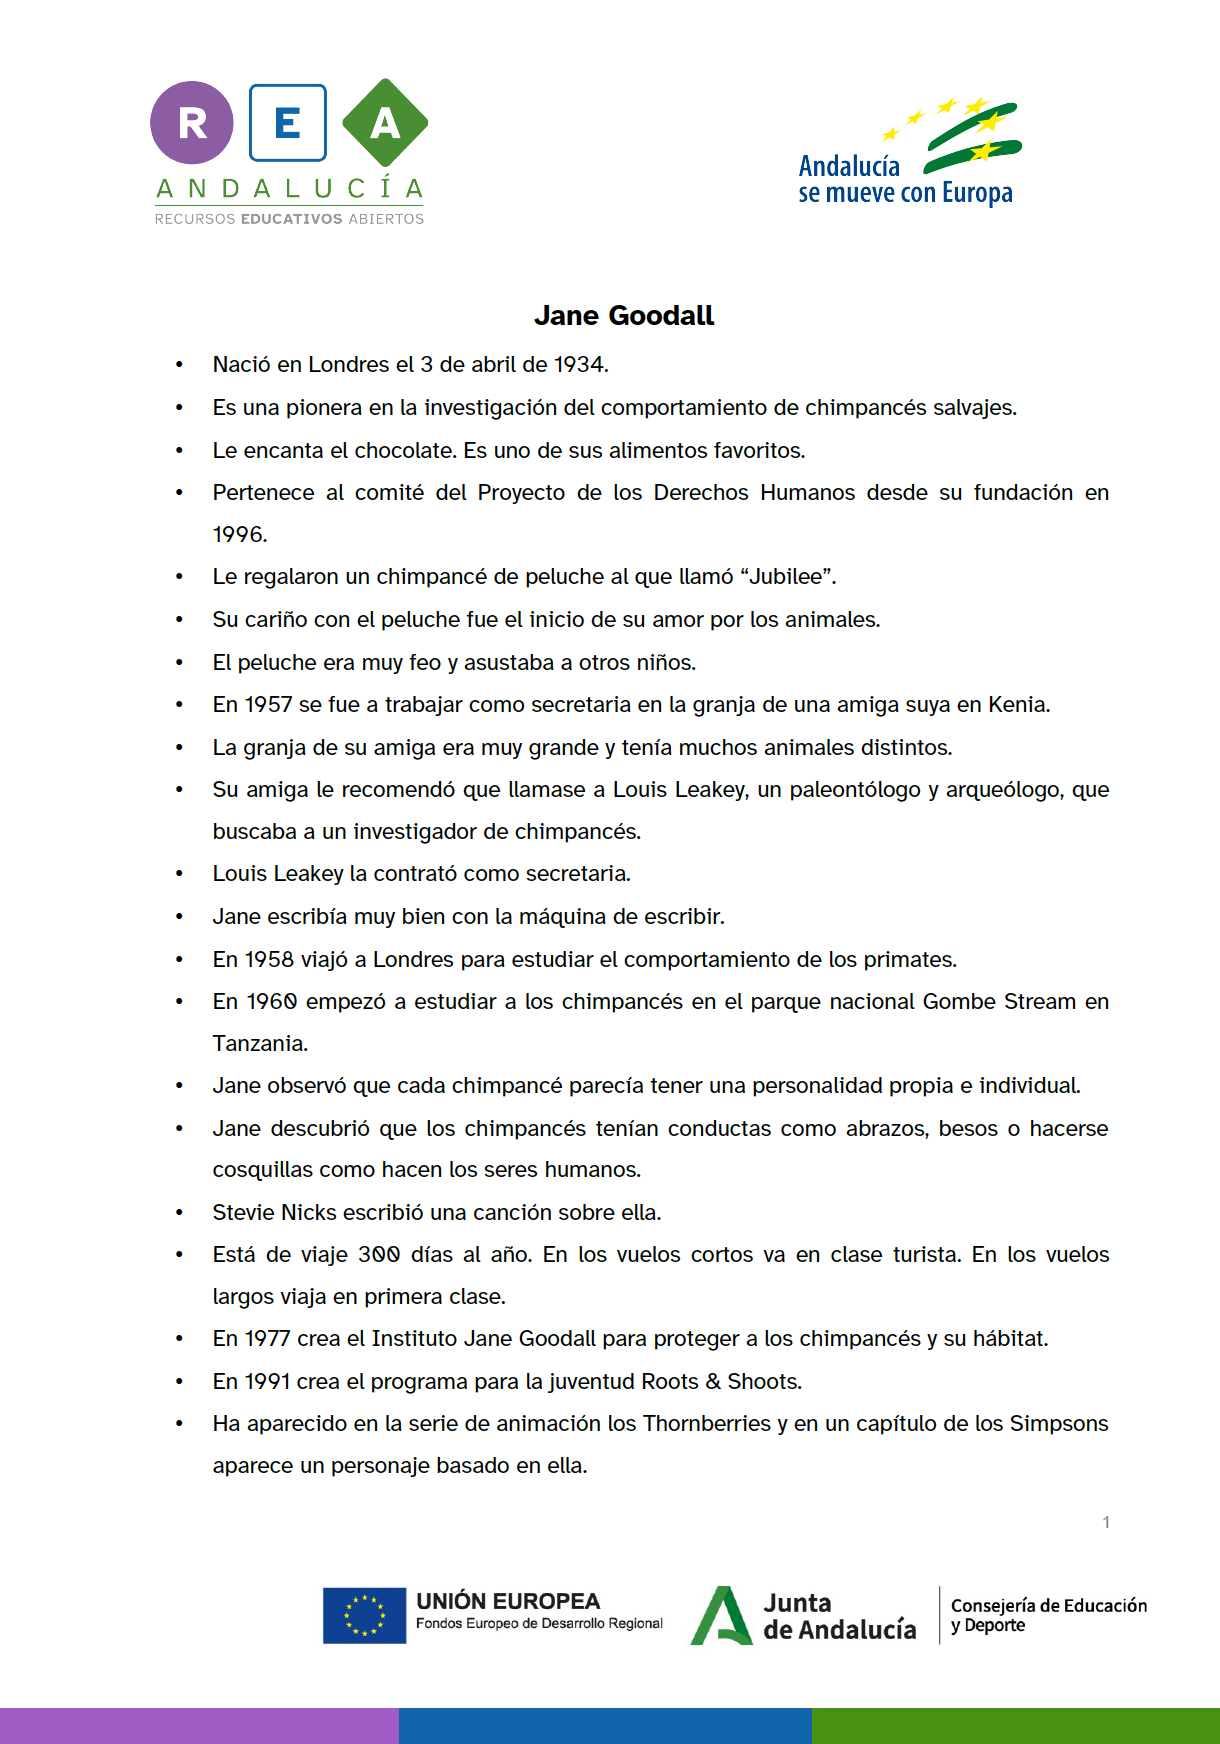 R E A
ANDALUCÍA
RECURSOS EDUCATIVOS ABIERTOS
Andalucía
se mueve con Europa
Jane Goodall
• Nació en Londres el 3 de abril de 1934.
• Es una pionera en la investigación del comportamiento de chimpancés salvajes.
• Le encanta el chocolate. Es uno de sus alimentos favoritos.
• Pertenece al comité del Proyecto de los Derechos Humanos desde su fundación en
1996.
• Le regalaron un chimpancé de peluche al que llamó “Jubilee”.
• Su cariño con el peluche fue el inicio de su amor por los animales.
• El peluche era muy feo y asustaba a otros niños.
• En 1957 se fue a trabajar como secretaria en la granja de una amiga suya en Kenia.
• La granja de su amiga era muy grande y tenía muchos animales distintos.
• Su amiga le recomendó que llamase a Louis Leakey, un paleontólogo y arqueólogo, que
buscaba a un investigador de chimpancés.
• Louis Leakey la contrató como secretaria.
• Jane escribía muy bien con la máquina de escribir.
• En 1958 viajó a Londres para estudiar el comportamiento de los primates.
• En 1960 empezó a estudiar a los chimpancés en el parque nacional Gombe Stream en
Tanzania.
• Jane observó que cada chimpancé parecía tener una personalidad propia e individual.
• Jane descubrió que los chimpancés tenían conductas como abrazos, besos o hacerse
cosquillas como hacen los seres humanos.
• Stevie Nicks escribió una canción sobre ella.
• Está de viaje 300 días al año. En los vuelos cortos va en clase turista. En los vuelos
largos viaja en primera clase.
• En 1977 crea el Instituto Jane Goodall para proteger a los chimpancés y su hábitat.
• En 1991 crea el programa para la juventud Roots & Shoots.
• Ha aparecido en la serie de animación los Thornberries y en un capítulo de los Simpsons
aparece un personaje basado en ella.
1
UNIÓN EUROPEA
Fondos Europeo de Desarrollo Regional
Junta
de Andalucía
Consejería de Educación
y Deporte